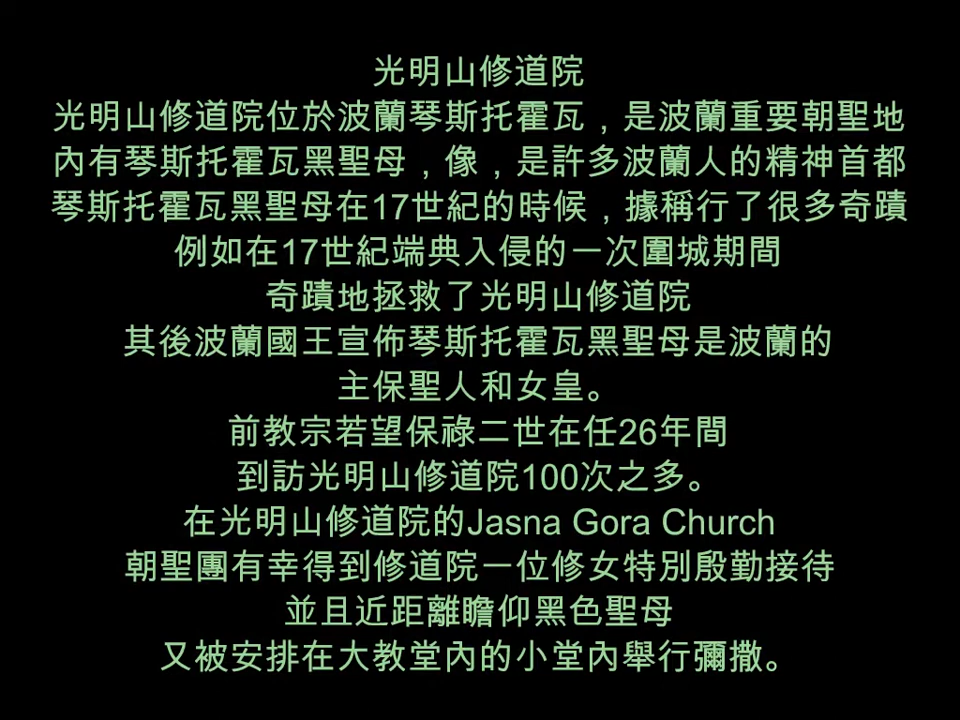 光明山修道院
光明山修道院位於波蘭琴斯托霍瓦，是波蘭重要朝聖地
內有琴斯托霍瓦黑聖母，像，是許多波蘭人的精神首都
琴斯托霍瓦黑聖母在17世紀的時候，據稱行了很多奇蹟
例如在17世紀端典入侵的一次圍城期間
奇蹟地拯救了光明山修道院
其後波蘭國王宣佈琴斯托霍瓦黑聖母是波蘭的
主保聖人和女皇。
前教宗若望保祿二世在任26年間
到訪光明山修道院100次之多。
在光明山修道院的Jasna Gora Church
朝聖團有幸得到修道院一位修女特別殷勤接待
並且近距離瞻仰黑色聖母
又被安排在大教堂內的小堂內舉行彌撒。